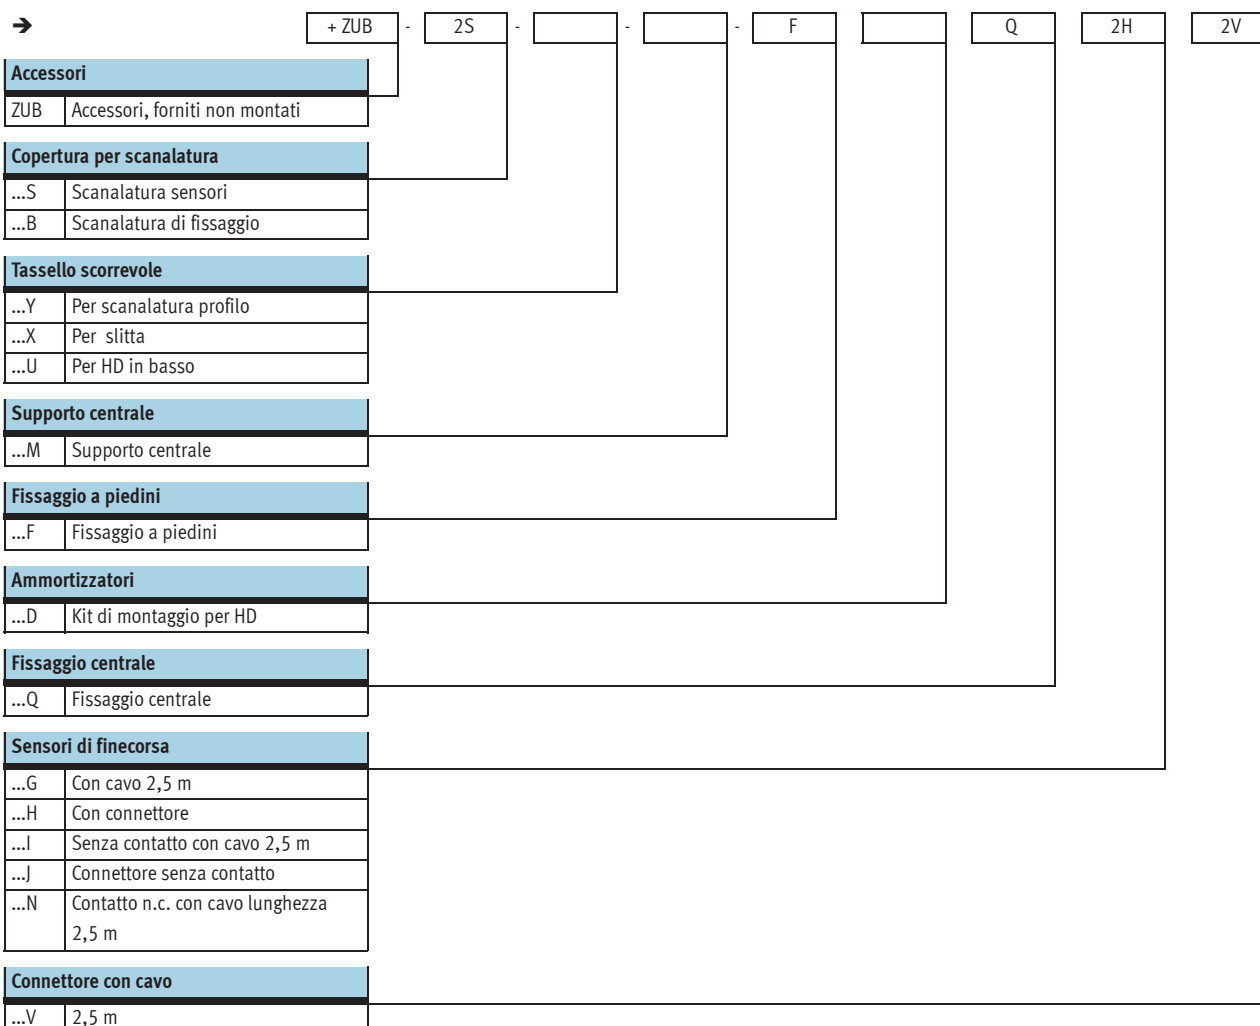 ➔ + ZUB - 2S - - - F Q 2H 2V
Accessori
ZUB Accessori, forniti non montati
Copertura per scanalatura
...S Scanalatura sensori
...B Scanalatura di fissaggio
Tassello scorrevole
...Y Per scanalatura profilo
...X Per slitta
...U Per HD in basso
Supporto centrale
...M Supporto centrale
Fissaggio a piedini
...F Fissaggio a piedini
Ammortizzatori
...D Kit di montaggio per HD
Fissaggio centrale
...Q Fissaggio centrale
Sensori di finecorsa
...G Con cavo 2,5 m
...H Con connettore
...I Senza contatto con cavo 2,5 m
...J Connettore senza contatto
...N Contatto n.c. con cavo lunghezza
2,5 m
Connettore con cavo
...V 2,5 m